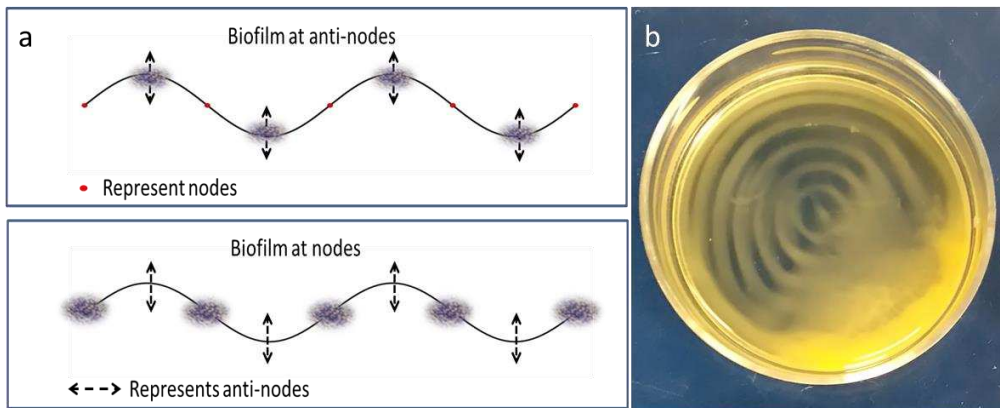 a
Biofilm at anti-nodes
Represent nodes
Biofilm at nodes
Represents anti-nodes
b